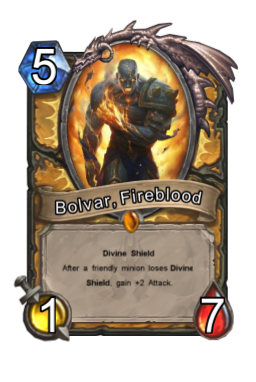 5
Bolvar, Fireblood
Divine Shield
After a friendly minion loses Divine
Shield, gain +2 Attack.
1
7